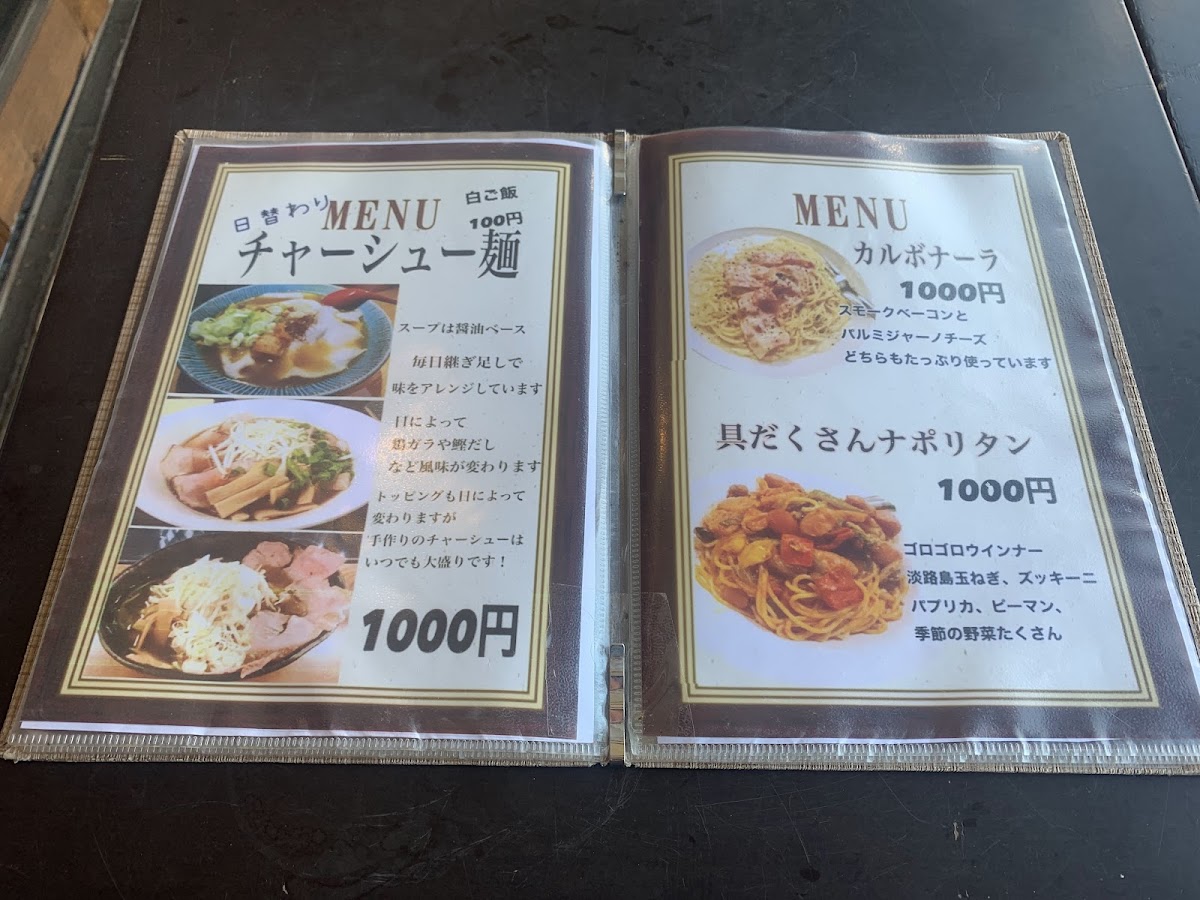 日替わり
MENU
白ご飯
100円
チャーシュー麺
スープは醤油ベース
毎日継ぎ足しで
味をアレンジしています
日によって
鶏ガラや鰹だし
など風味が変わります
トッピングも日によって
変わりますが
手作りのチャーシューは
いつでも大盛りです！
1000円
MENU
カルボナーラ
1000円
スモークベーコンと
パルミジャーノチーズ
どちらもたっぷり使っています
具だくさんナポリタン
1000円
ゴロゴロウインナー
淡路島玉ねぎ、ズッキーニ
パプリカ、ピーマン、
季節の野菜たくさん